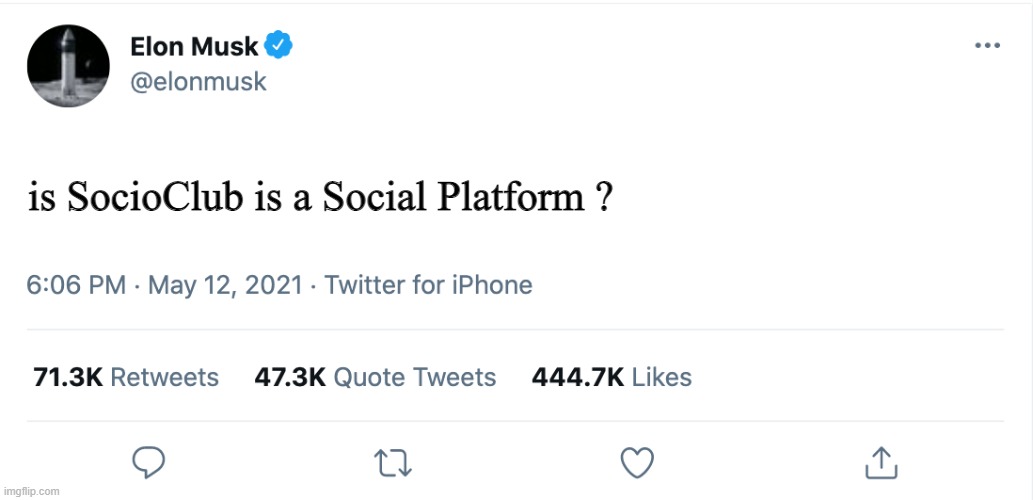 Elon Musk
@elonmusk
is SocioClub is a Social Platform ?
6:06 PM · May 12, 2021 · Twitter for iPhone
71.3K Retweets 47.3K Quote Tweets 444.7K Likes
imgflip.com